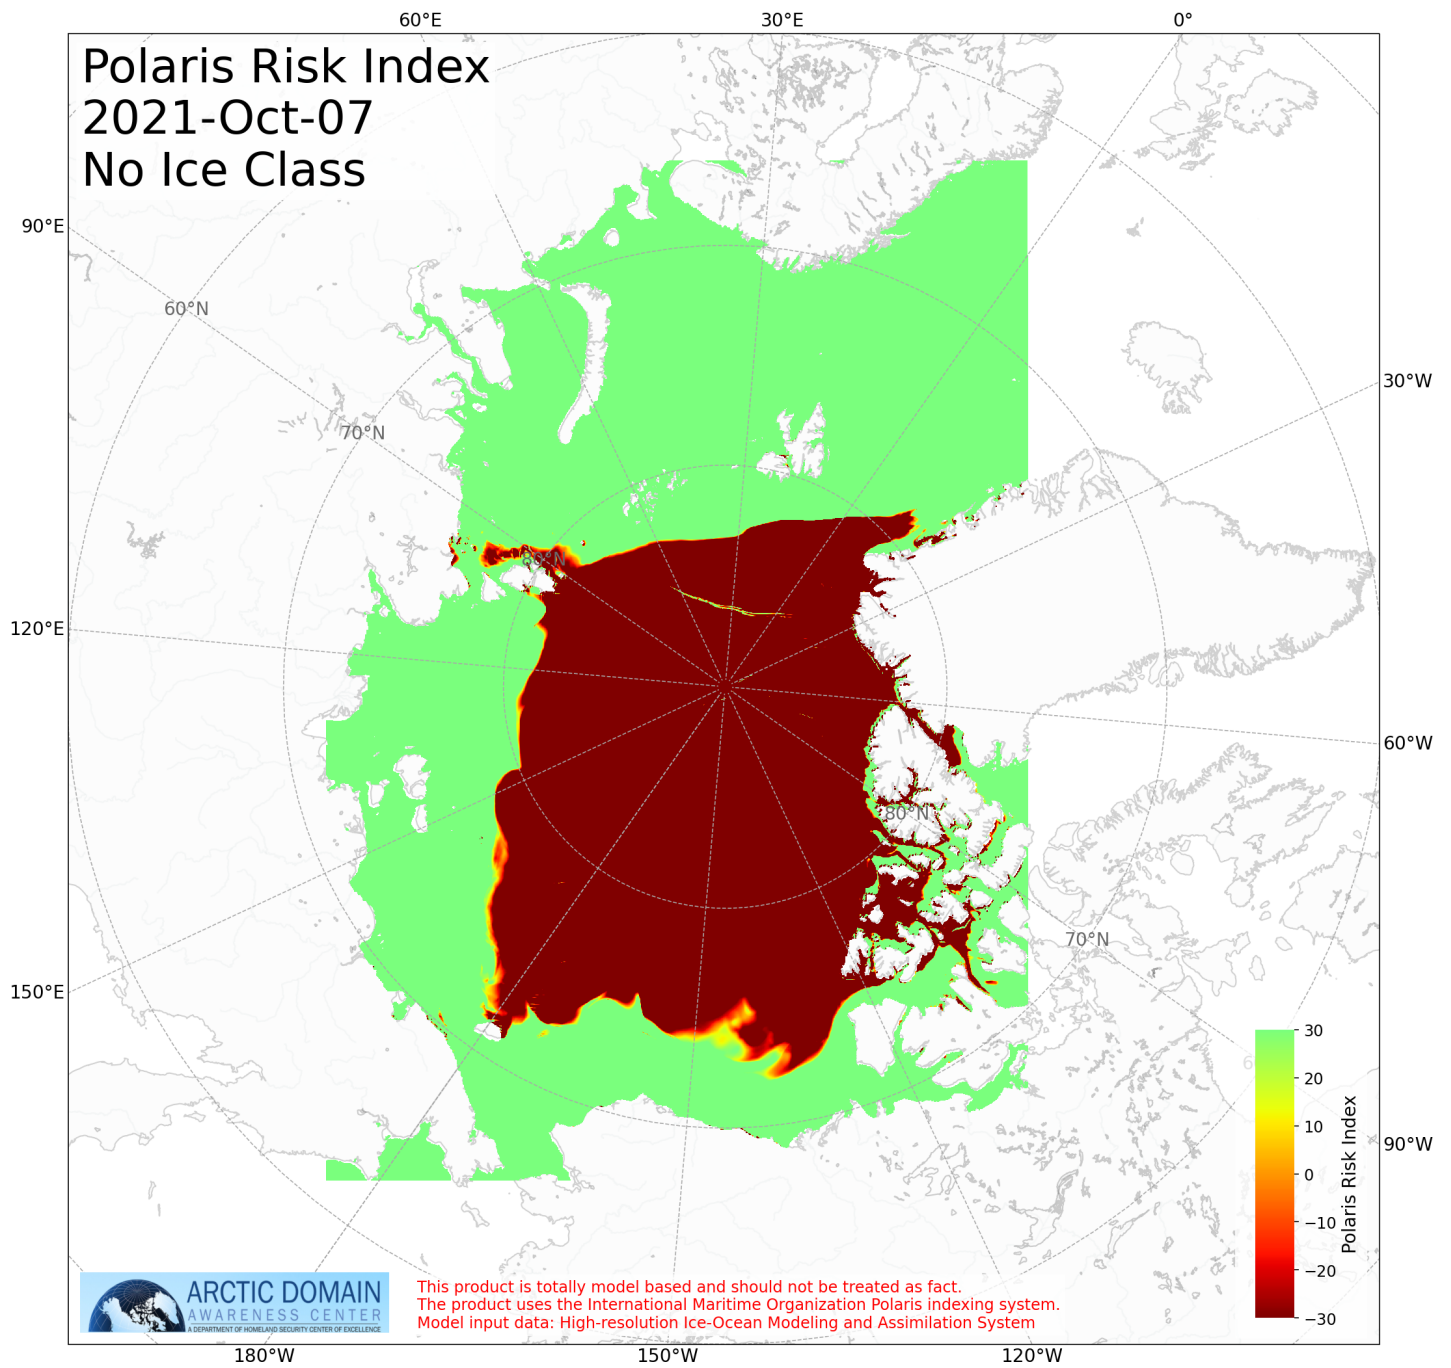 60°E
30°E
0°
Polaris Risk Index
2021-Oct-07
No Ice Class
90°E
60°N
30°W
70°N
80°N
120°E
60°W
80°N
70°N
150°E
30
20
10
0
−10
−20
−30
Polaris Risk Index
90°W
ARCTIC DOMAIN
AWARENESS CENTER
A DEPARTMENT OF HOMELAND SECURITY CENTER OF EXCELLENCE
This product is totally model based and should not be treated as fact.
The product uses the International Maritime Organization Polaris indexing system.
Model input data: High-resolution Ice-Ocean Modeling and Assimilation System
180°W
150°W
120°W